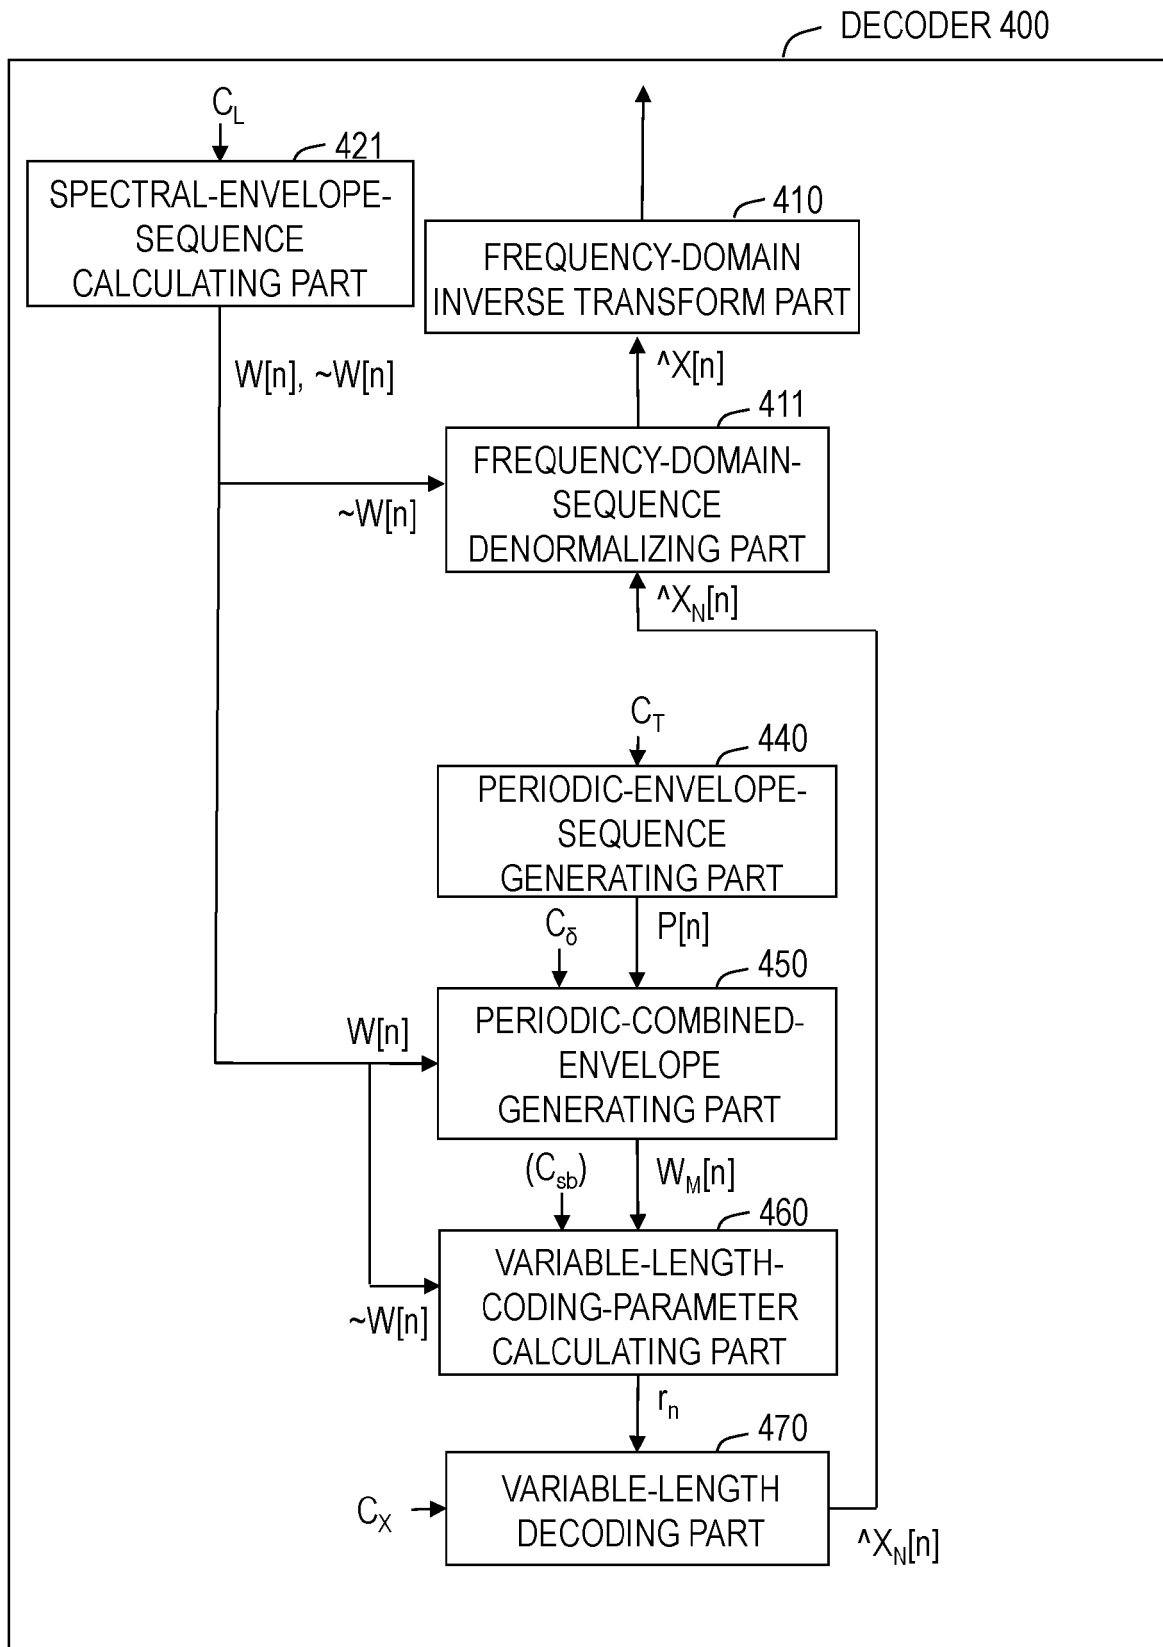 DECODER 400
C_L
421
SPECTRAL-ENVELOPE-
SEQUENCE
CALCULATING PART
410
FREQUENCY-DOMAIN
INVERSE TRANSFORM PART
W[n], ~W[n]
^X[n]
411
FREQUENCY-DOMAIN-
SEQUENCE
DENORMALIZING PART
~W[n]
^X_N[n]
C_T
440
PERIODIC-ENVELOPE-
SEQUENCE
GENERATING PART
C_δ
P[n]
450
PERIODIC-COMBINED-
ENVELOPE
GENERATING PART
W[n]
(C_sb)
W_M[n]
460
VARIABLE-LENGTH-
CODING-PARAMETER
CALCULATING PART
~W[n]
r_n
470
VARIABLE-LENGTH
DECODING PART
C_X
^X_N[n]